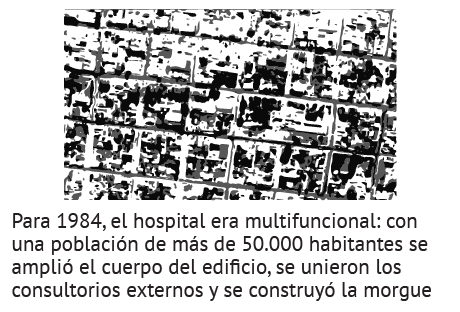 Para 1984, el hospital era multifuncional: con
una población de más de 50.000 habitantes se
amplió el cuerpo del edificio, se unieron los
consultorios externos y se construyó la morgue